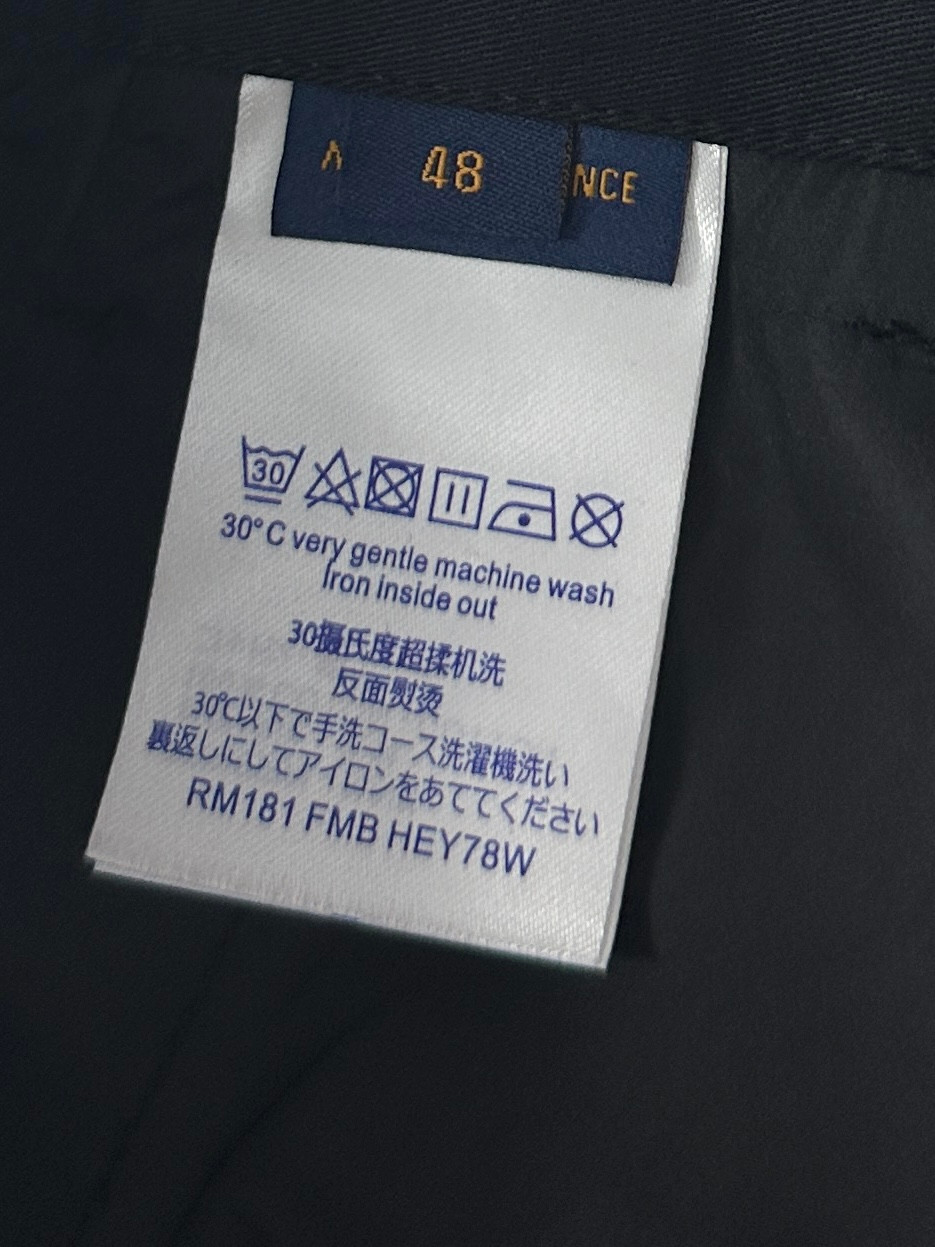 48
NCE
30
30°C very gentle machine wash
Iron inside out
30摄氏度超揉机洗
反面熨烫
30℃以下で手洗コース洗濯機洗い
裏返しにしてアイロンをあててください
RM181 FMB HEY78W